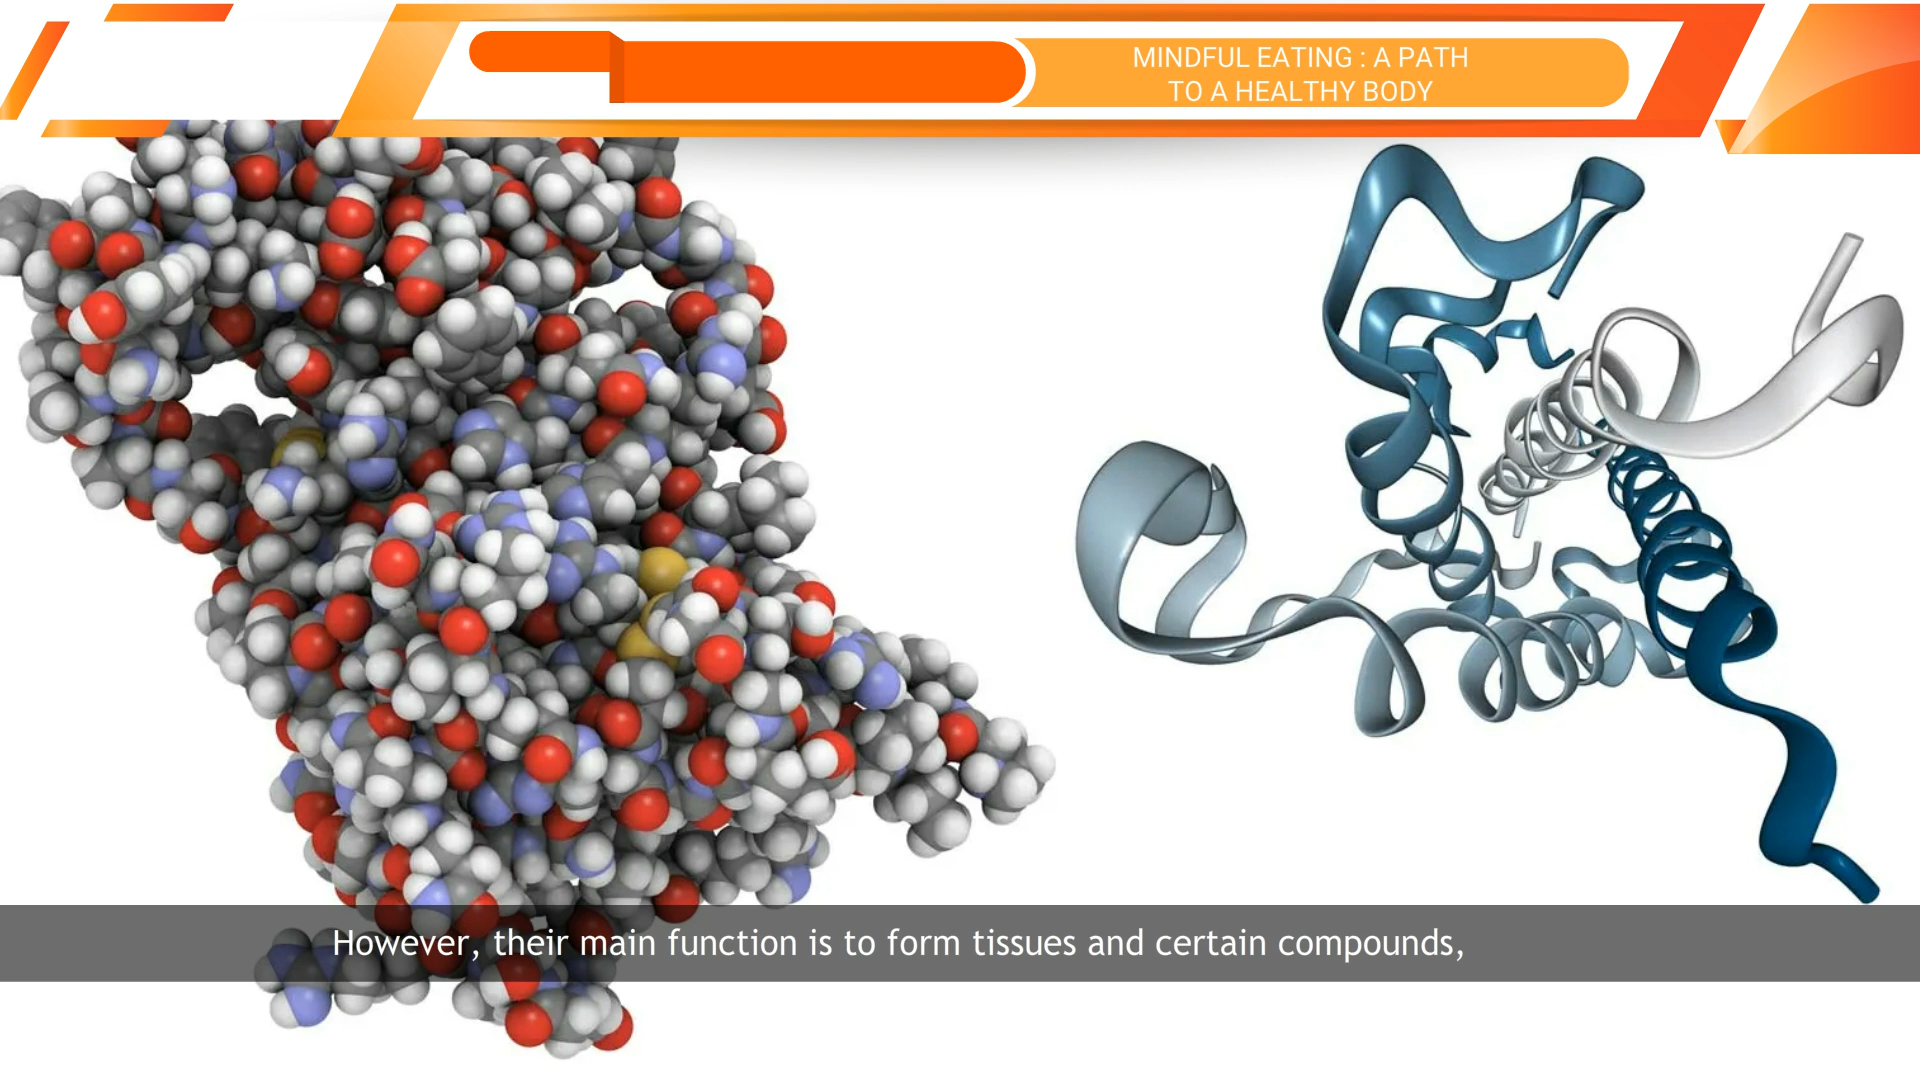 MINDFUL EATING : A PATH
TO A HEALTHY BODY
However, their main function is to form tissues and certain compounds,